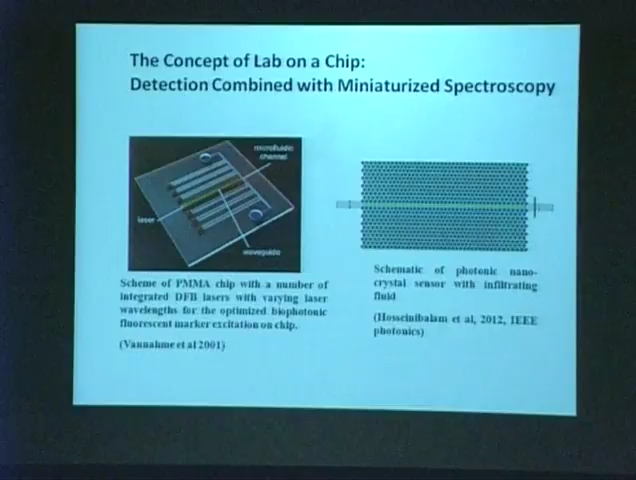 The Concept of Lab on a Chip:
Detection Combined with Miniaturized Spectroscopy
microfluidic
channel
laser
waveguide
Scheme of PMMA chip with a number of
integrated DFB lasers with varying laser
wavelengths for the optimized biophotonic
fluorescent marker excitation on chip.
(Vannahme et al 2001)
Schematic of photonic nano-
crystal sensor with infiltrating
fluid
(Hosseinibalam et al, 2012, IEEE
photonics)